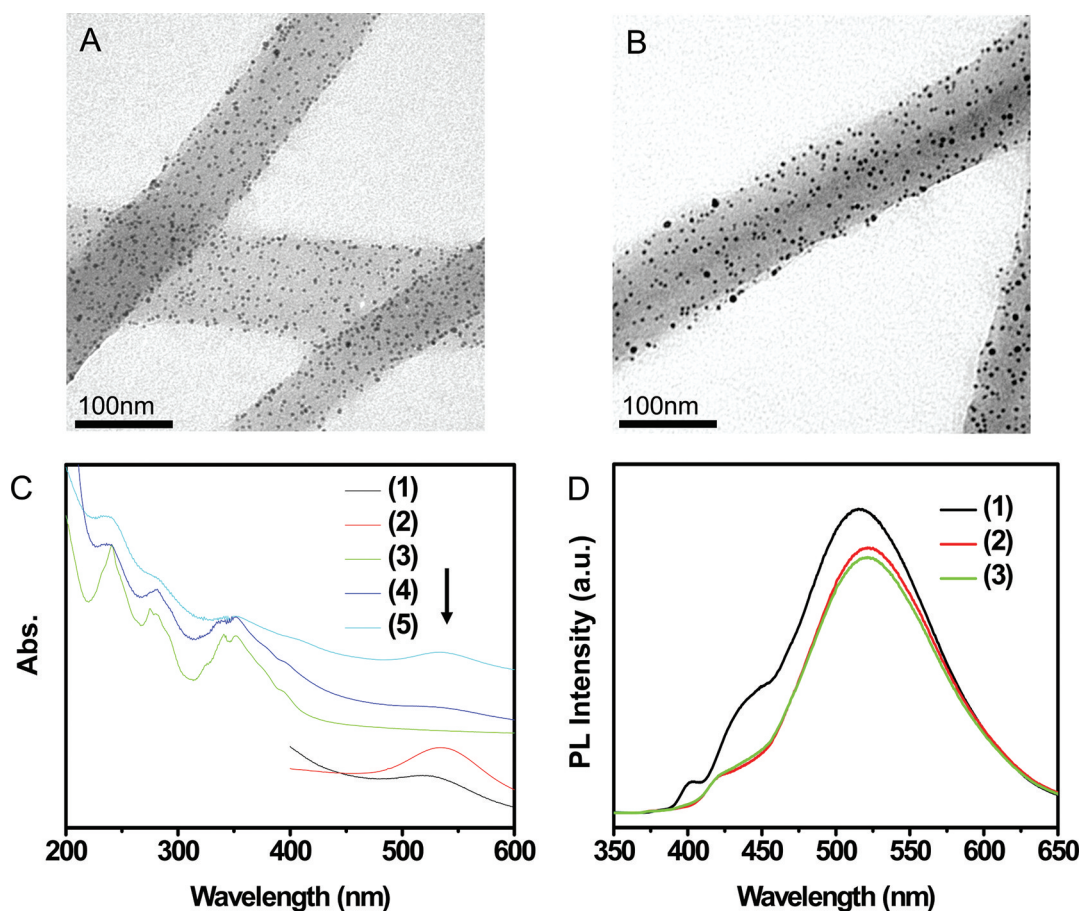 A
100nm
B
100nm
C
(1)
(2)
(3)
(4)
(5)
Abs.
200 300 400 500 600
Wavelength (nm)
D
(1)
(2)
(3)
PL Intensity (a.u.)
350 400 450 500 550 600 650
Wavelength (nm)